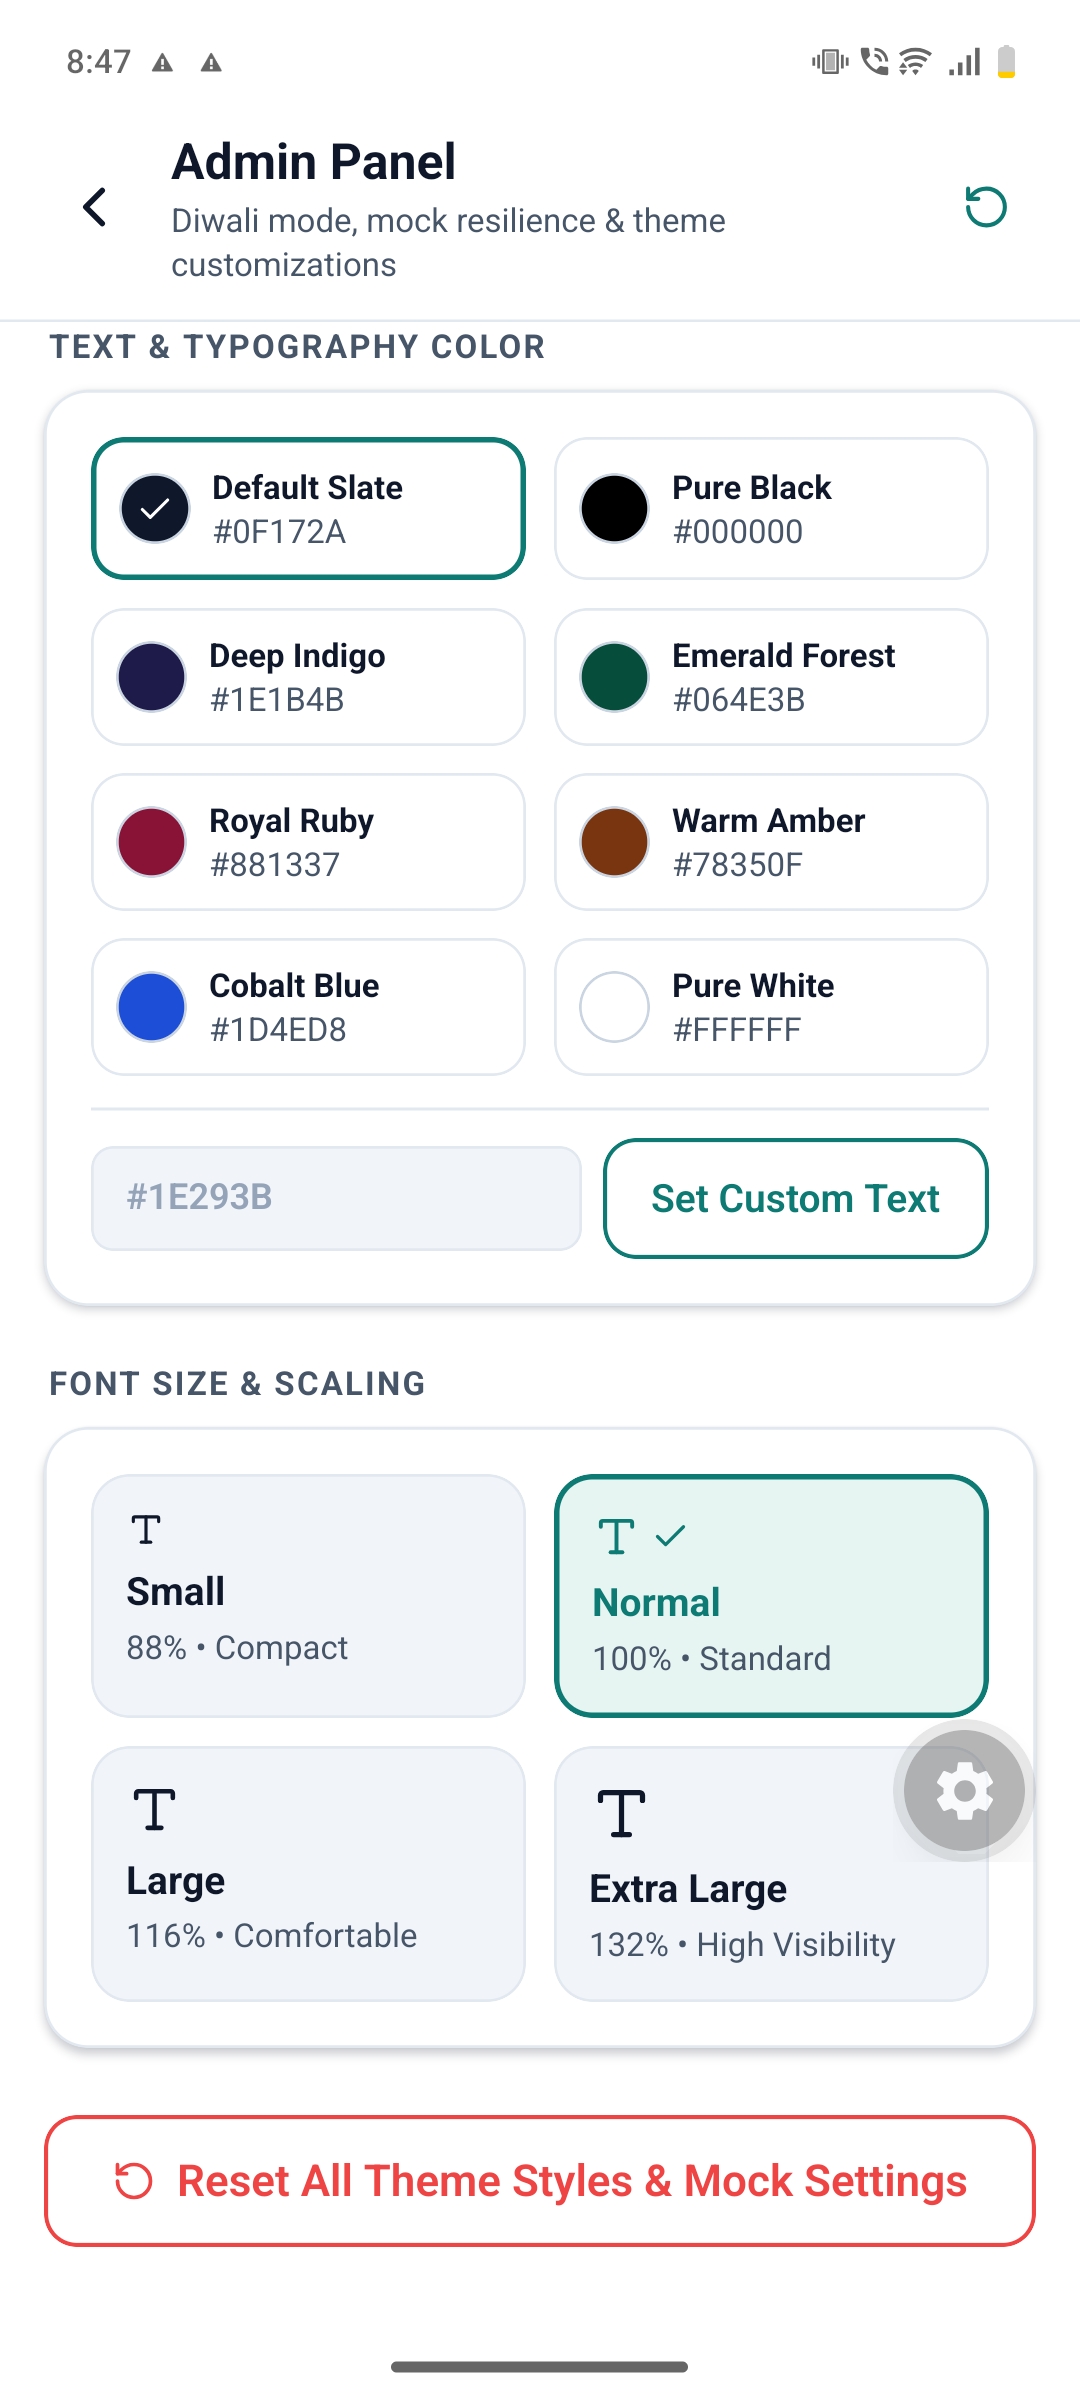 8:47
Admin Panel
Diwali mode, mock resilience & theme
customizations
TEXT & TYPOGRAPHY COLOR
Default Slate
#0F172A
Pure Black
#000000
Deep Indigo
#1E1B4B
Emerald Forest
#064E3B
Royal Ruby
#881337
Warm Amber
#78350F
Cobalt Blue
#1D4ED8
Pure White
#FFFFFF
#1E293B
Set Custom Text
FONT SIZE & SCALING
Small
88% • Compact
Normal
100% • Standard
Large
116% • Comfortable
Extra Large
132% • High Visibility
Reset All Theme Styles & Mock Settings